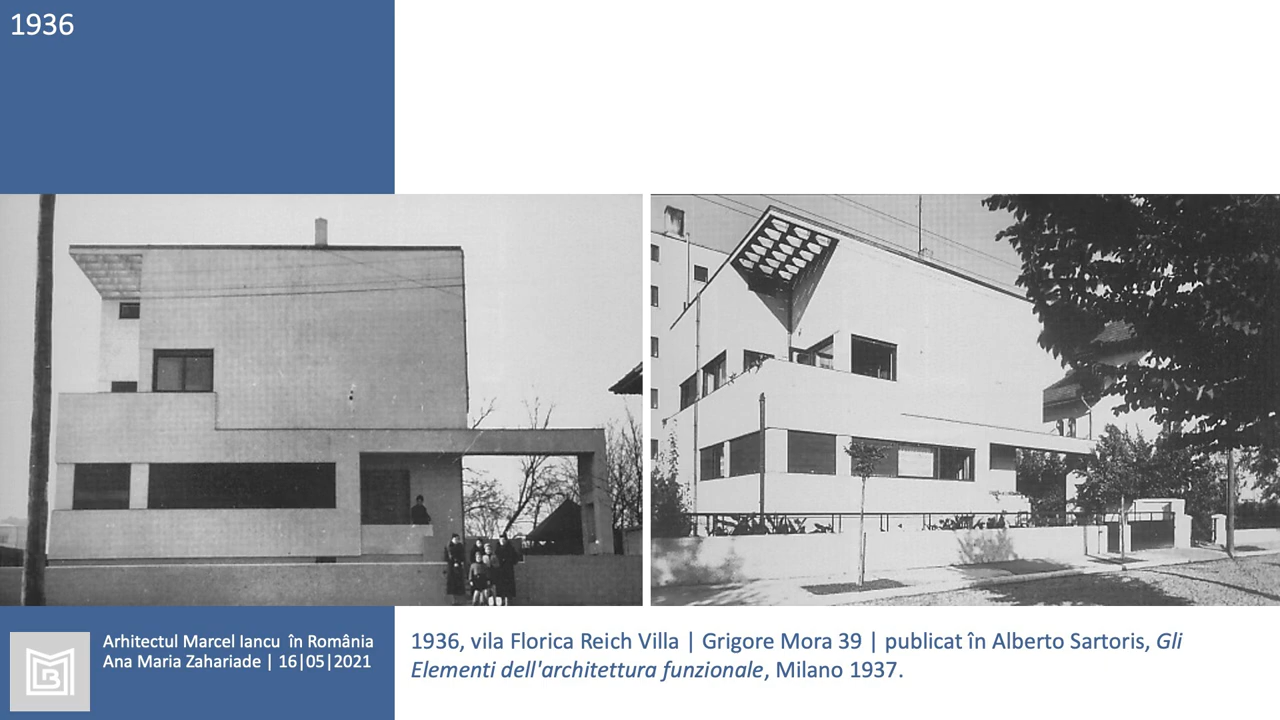 1936
Arhitectul Marcel Iancu în România
Ana Maria Zahariade | 16|05|2021
1936, vila Florica Reich Villa | Grigore Mora 39 | publicat în Alberto Sartoris, Gli
Elementi dell'architettura funzionale, Milano 1937.